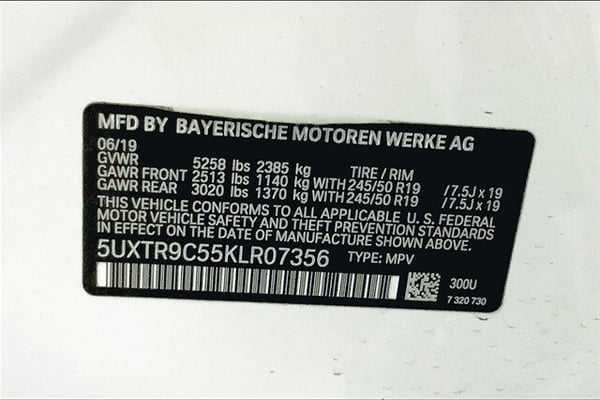 MFD BY BAYERISCHE MOTOREN WERKE AG
06/19
GVWR 5258 lbs 2385 kg TIRE / RIM
GAWR FRONT 2513 lbs 1140 kg WITH 245/50 R19 / 7.5J x 19
GAWR REAR 3020 lbs 1370 kg WITH 245/50 R19 / 7.5J x 19
THIS VEHICLE CONFORMS TO ALL APPLICABLE U. S. FEDERAL
MOTOR VEHICLE SAFETY AND THEFT PREVENTION STANDARDS
IN EFFECT ON THE DATE OF MANUFACTURE SHOWN ABOVE.
5UXTR9C55KLR07356 TYPE: MPV
300U
7 320 730